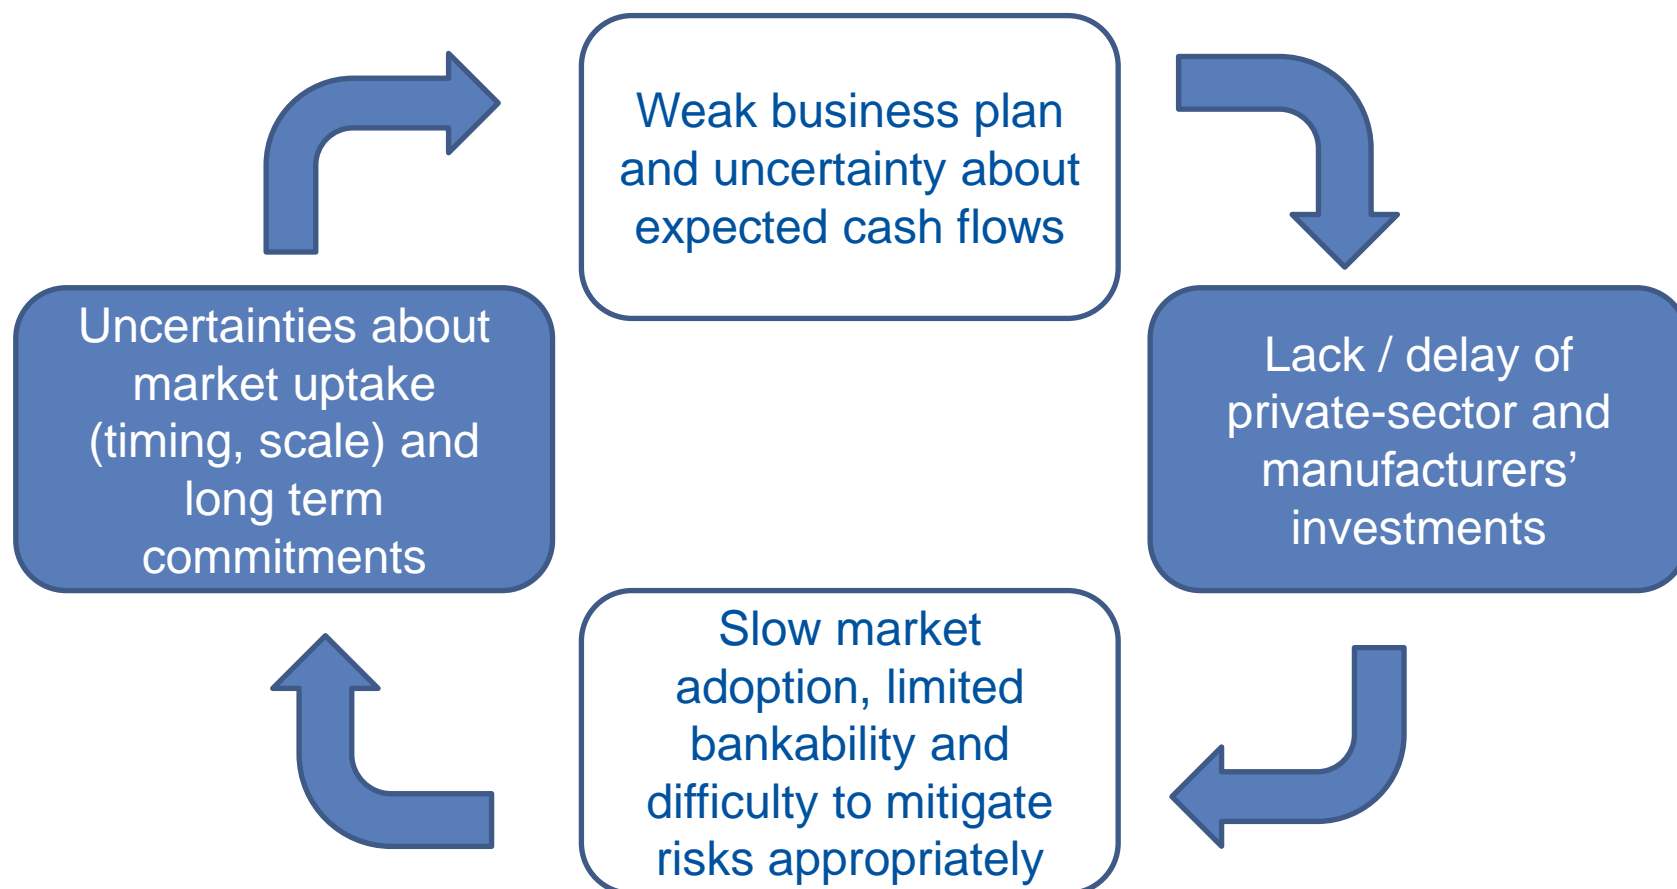 Weak business plan
and uncertainty about
expected cash flows
Uncertainties about
market uptake
(timing, scale) and
long term
commitments
Lack / delay of
private-sector and
manufacturers’
investments
Slow market
adoption, limited
bankability and
difficulty to mitigate
risks appropriately